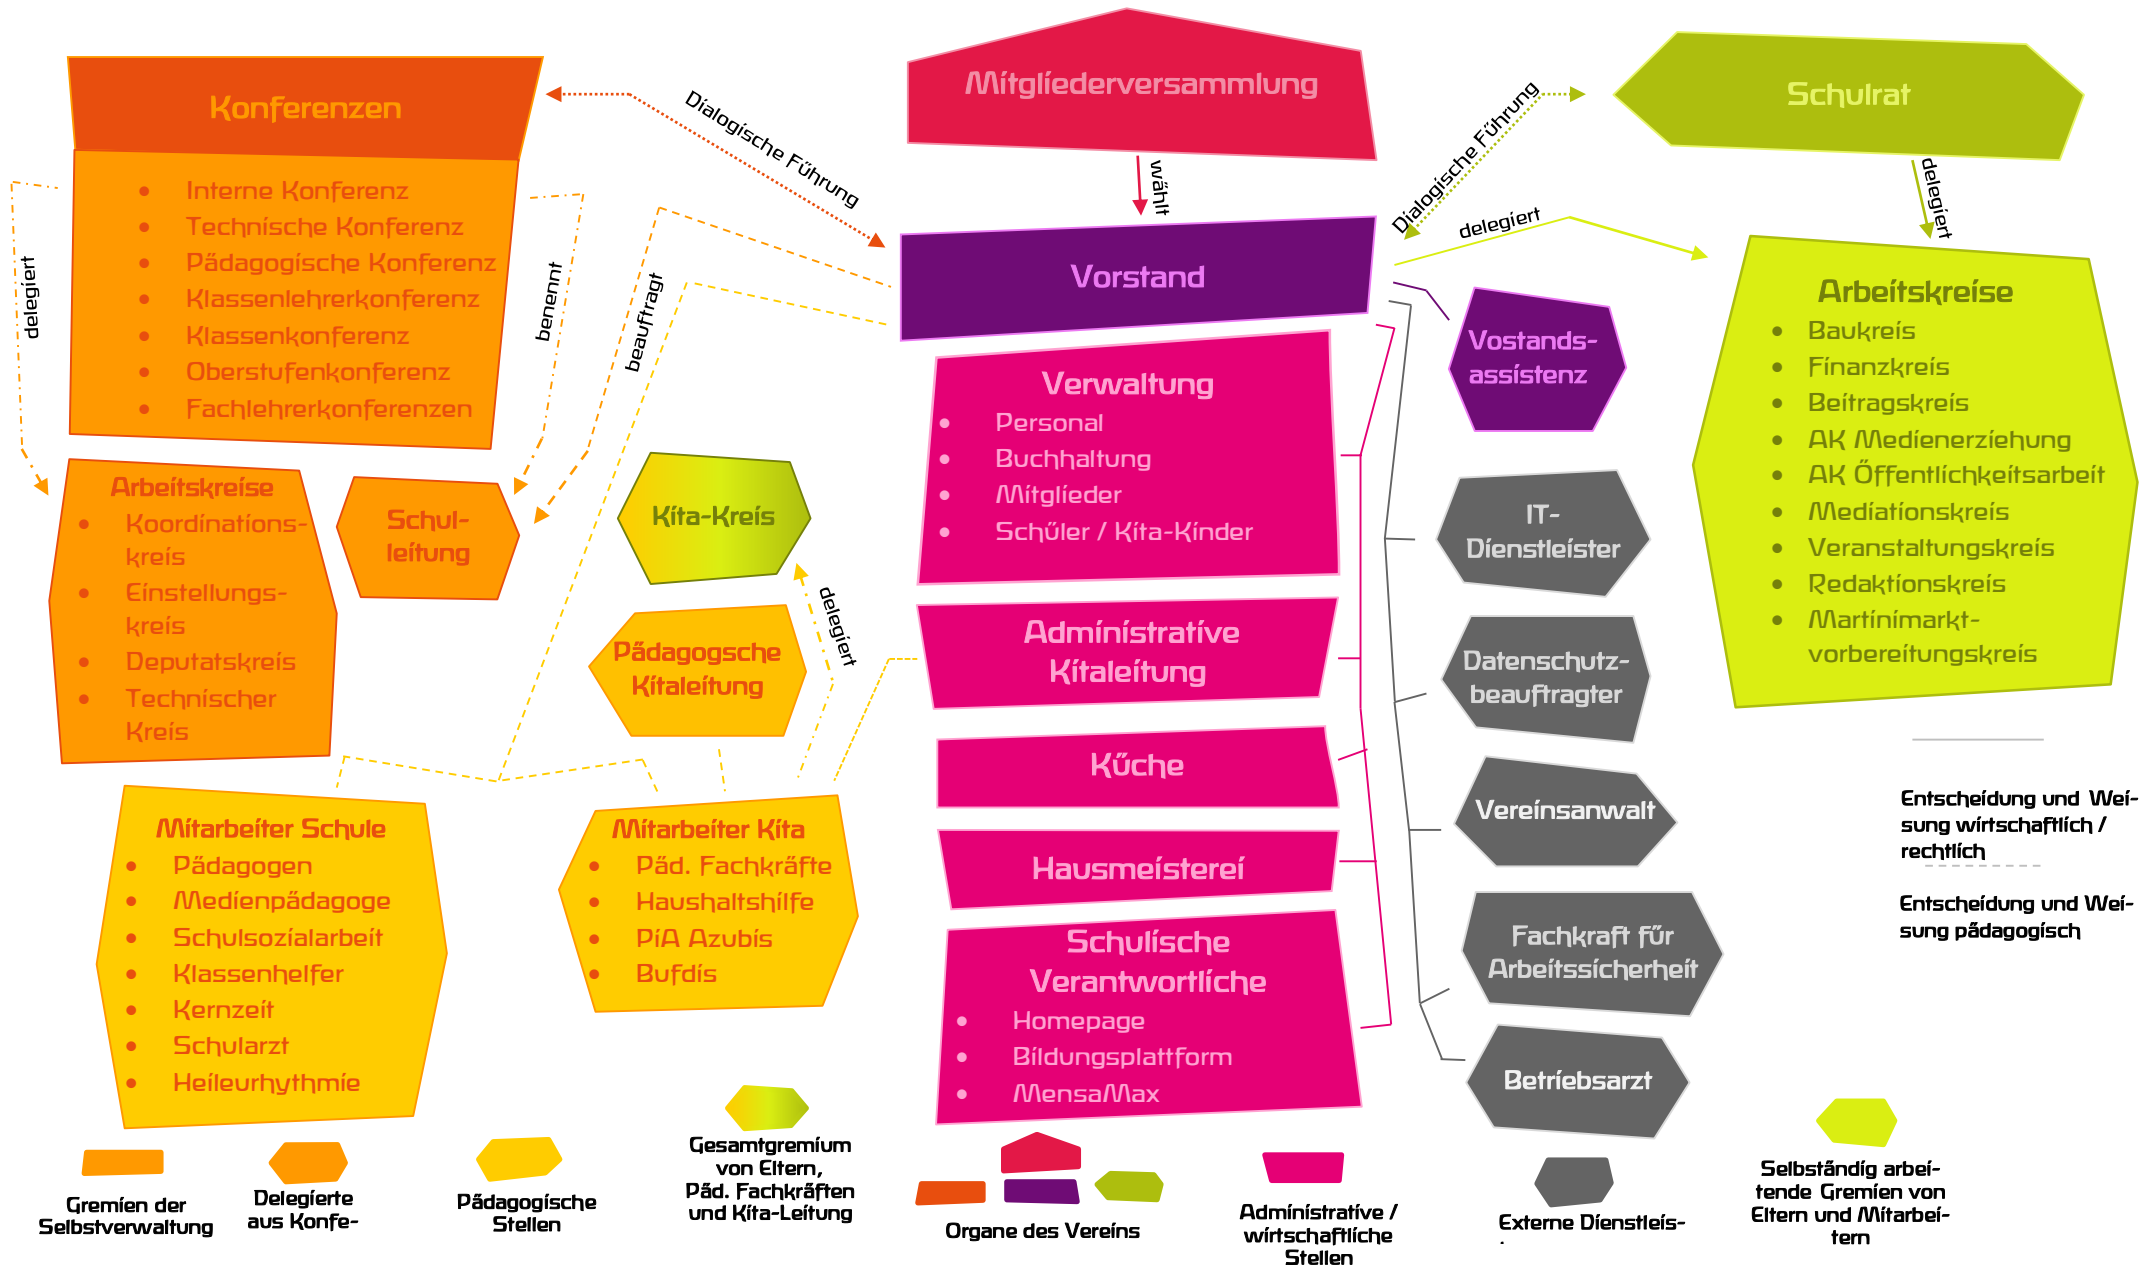 Mitgliederversammlung
Konferenzen
Schulrat
Dialogische Führung
Dialogische Führung
wählt
delegiert
delegiert
Interne Konferenz
Technische Konferenz
Pädagogische Konferenz
Klassenlehrerkonferenz
Klassenkonferenz
Oberstufenkonferenz
Fachlehrerkonferenzen
delegiert
benennt
beauftragt
Vorstand
Vostands-
assistenz
Arbeitskreise
Baukreis
Finanzkreis
Beitragskreis
AK Medienerziehung
AK Öffentlichkeitsarbeit
Mediationskreis
Veranstaltungskreis
Redaktionskreis
Martinimarkt-
vorbereitungskreis
Verwaltung
Personal
Buchhaltung
Mitglieder
Schüler / Kita-Kinder
Arbeitskreise
Koordinations-
kreis
Einstellungs-
kreis
Deputatskreis
Technischer
Kreis
Schul-
leitung
Kita-Kreis
delegiert
Pädagogsche
Kitaleitung
Administrative
Kitaleitung
Küche
Hausmeisterei
Schulische
Verantwortliche
Homepage
Bildungsplattform
MensaMax
IT-
Dienstleister
Datenschutz-
beauftragter
Vereinsanwalt
Fachkraft für
Arbeitssicherheit
Betriebsarzt
Mitarbeiter Schule
Pädagogen
Medienpädagoge
Schulsozialarbeit
Klassenhelfer
Kernzeit
Schularzt
Heileurhythmie
Mitarbeiter Kita
Päd. Fachkräfte
Haushaltshilfe
PiA Azubis
Bufdis
Entscheidung und Wei-
sung wirtschaftlich /
rechtlich
Entscheidung und Wei-
sung pädagogisch
Gremien der
Selbstverwaltung
Delegierte
aus Konfe-
Pädagogische
Stellen
Gesamtgremium
von Eltern,
Päd. Fachkräften
und Kita-Leitung
Organe des Vereins
Administrative /
wirtschaftliche
Stellen
Externe Dienstleis-
Selbständig arbei-
tende Gremien von
Eltern und Mitarbei-
tern